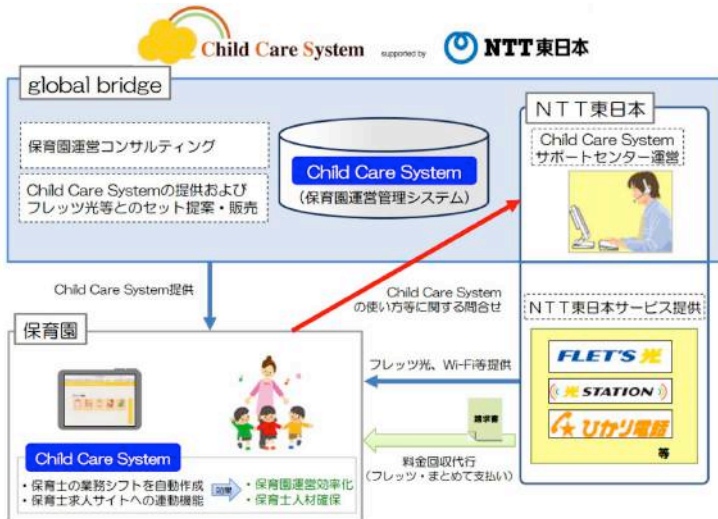 Child Care System supported by NTT東日本
global bridge
保育園運営コンサルティング
Child Care Systemの提供および
フレッツ光等とのセット提案・販売
Child Care System
(保育園運営管理システム)
NTT東日本
Child Care System
サポートセンター運営
Child Care System提供
Child Care System
の使い方等に関する問合せ
NTT東日本サービス提供
保育園
フレッツ光、Wi-Fi等提供
FLET'S光
光STATION
ひかり電話
等
請求書
料金回収代行
(フレッツ・まとめて支払い)
Child Care System
・保育士の業務シフトを自動作成
・保育士求人サイトへの連動機能
効果
・保育園運営効率化
・保育士人材確保